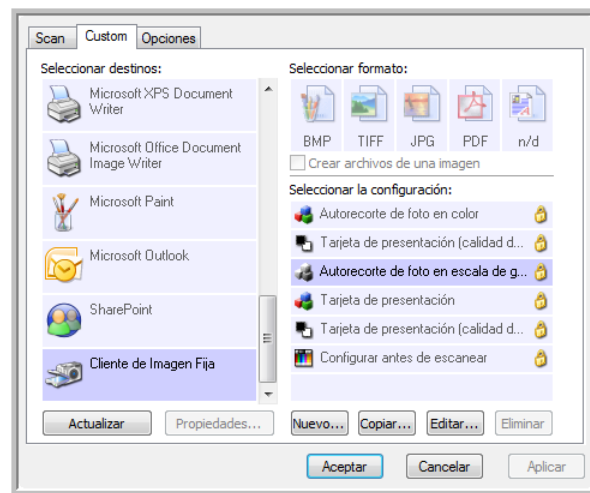 Scan
Custom
Opciones
Seleccionar destinos:
Microsoft XPS Document
Writer
Microsoft Office Document
Image Writer
Microsoft Paint
Microsoft Outlook
SharePoint
Cliente de Imagen Fija
Actualizar
Propiedades...
Seleccionar formato:
BMP
TIFF
JPG
PDF
n/d
Crear archivos de una imagen
Seleccionar la configuración:
Autorecorte de foto en color
Tarjeta de presentación (calidad d...
Autorecorte de foto en escala de g...
Tarjeta de presentación
Tarjeta de presentación (calidad d...
Configurar antes de escanear
Nuevo...
Copiar...
Editar...
Eliminar
Aceptar
Cancelar
Aplicar